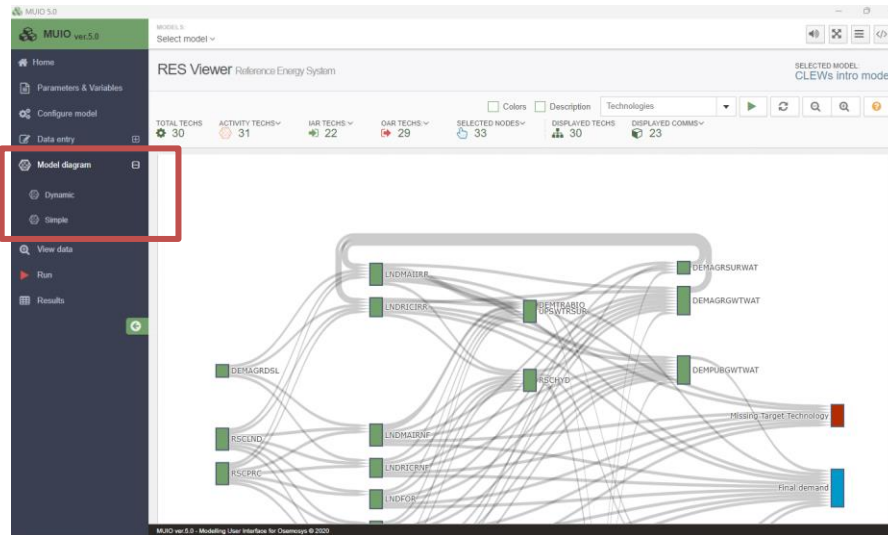 MUIO 5.0
MUIO ver.5.0
MODELS:
Select model
Home
Parameters & Variables
Configure model
Data entry
Model diagram
Dynamic
Simple
View data
Run
Results
RES Viewer Reference Energy System
SELECTED MODEL:
CLEWs intro mode
Colors
Description
Technologies
TOTAL TECHS
30
ACTIVITY TECHS
31
IAR TECHS
22
OAR TECHS:
29
SELECTED NODES
33
DISPLAYED TECHS
30
DISPLAYED COMMS
23
LNDMAIIRR
DEMAGRSURWAT
LNDRICIRR
DEMTRABIO
UPSWTRSUR
DEMAGRGWTWAT
DEMAGRDSL
RSCHYD
DEMPUBGWTWAT
Missing Target Technology
RSCLND
LNDMAIRNF
RSCPRC
LNDRICRNF
Final demand
LNDFOR
MUIO ver.5.0 - Modelling User Interface for Osemosys © 2020